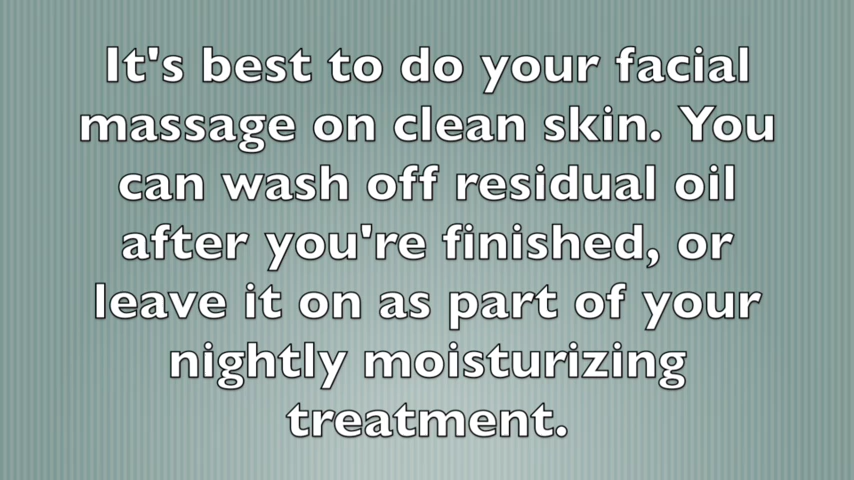 It's best to do your facial
massage on clean skin. You
can wash off residual oil
after you're finished, or
leave it on as part of your
nightly moisturizing
treatment.